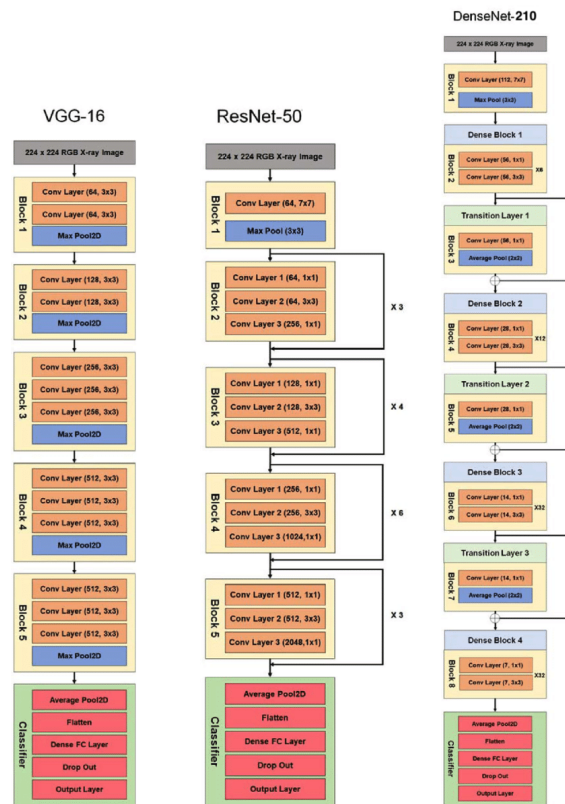 VGG-16
224 x 224 RGB X-ray Image
Block 1
Conv Layer (64, 3x3)
Conv Layer (64, 3x3)
Max Pool2D
Block 2
Conv Layer (128, 3x3)
Conv Layer (128, 3x3)
Max Pool2D
Block 3
Conv Layer (256, 3x3)
Conv Layer (256, 3x3)
Conv Layer (256, 3x3)
Max Pool2D
Block 4
Conv Layer (512, 3x3)
Conv Layer (512, 3x3)
Conv Layer (512, 3x3)
Max Pool2D
Block 5
Conv Layer (512, 3x3)
Conv Layer (512, 3x3)
Conv Layer (512, 3x3)
Max Pool2D
Classifier
Average Pool2D
Flatten
Dense FC Layer
Drop Out
Output Layer
ResNet-50
224 x 224 RGB X-ray Image
Block 1
Conv Layer (64, 7x7)
Max Pool (3x3)
Block 2
Conv Layer 1 (64, 1x1)
Conv Layer 2 (64, 3x3)
Conv Layer 3 (256, 1x1)
X 3
Block 3
Conv Layer 1 (128, 1x1)
Conv Layer 2 (128, 3x3)
Conv Layer 3 (512, 1x1)
X 4
Block 4
Conv Layer 1 (256, 1x1)
Conv Layer 2 (256, 3x3)
Conv Layer 3 (1024,1x1)
X 6
Block 5
Conv Layer 1 (512, 1x1)
Conv Layer 2 (512, 3x3)
Conv Layer 3 (2048,1x1)
X 3
Classifier
Average Pool2D
Flatten
Dense FC Layer
Drop Out
Output Layer
DenseNet-210
224 x 224 RGB X-ray Image
Block 1
Conv Layer (112, 7x7)
Max Pool (3x3)
Dense Block 1
Block 2
Conv Layer (56, 1x1)
Conv Layer (56, 3x3)
X6
Transition Layer 1
Block 3
Conv Layer (56, 1x1)
Average Pool (2x2)
Dense Block 2
Block 4
Conv Layer (28, 1x1)
Conv Layer (28, 3x3)
X12
Transition Layer 2
Block 5
Conv Layer (28, 1x1)
Average Pool (2x2)
Dense Block 3
Block 6
Conv Layer (14, 1x1)
Conv Layer (14, 3x3)
X32
Transition Layer 3
Block 7
Conv Layer (14, 1x1)
Average Pool (2x2)
Dense Block 4
Block 8
Conv Layer (7, 1x1)
Conv Layer (7, 3x3)
X32
Classifier
Average Pool2D
Flatten
Dense FC Layer
Drop Out
Output Layer